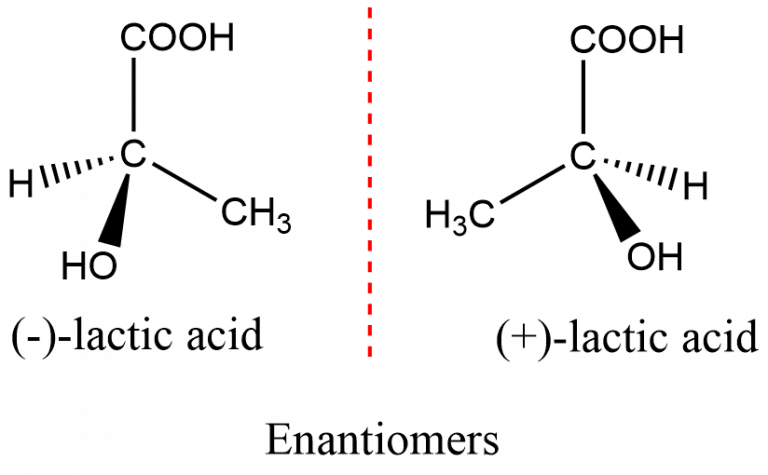 COOH
C
H
CH3
HO
(-)-lactic acid
COOH
C
H
H3C
OH
(+)-lactic acid
Enantiomers